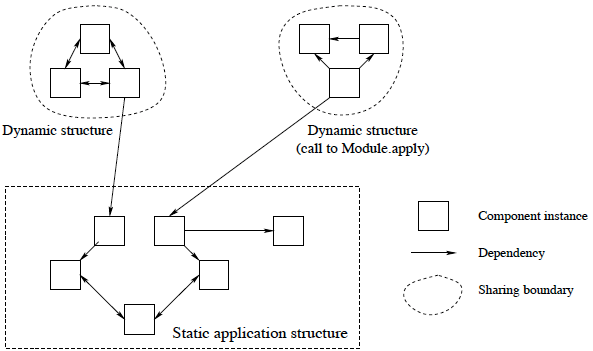 Dynamic structure
Dynamic structure
(call to Module.apply)
Component instance
Dependency
Sharing boundary
Static application structure